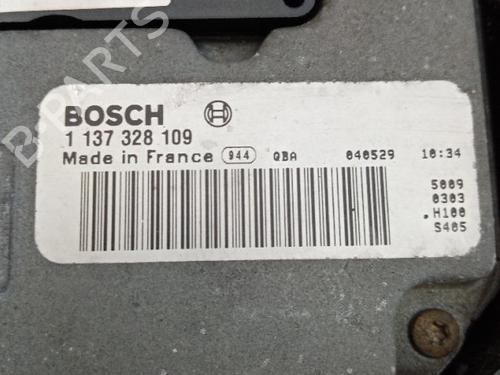 B-PARTS
BOSCH
1 137 328 109
Made in France 944 QBA 040529 10:34
5009
0303
.H100
S405